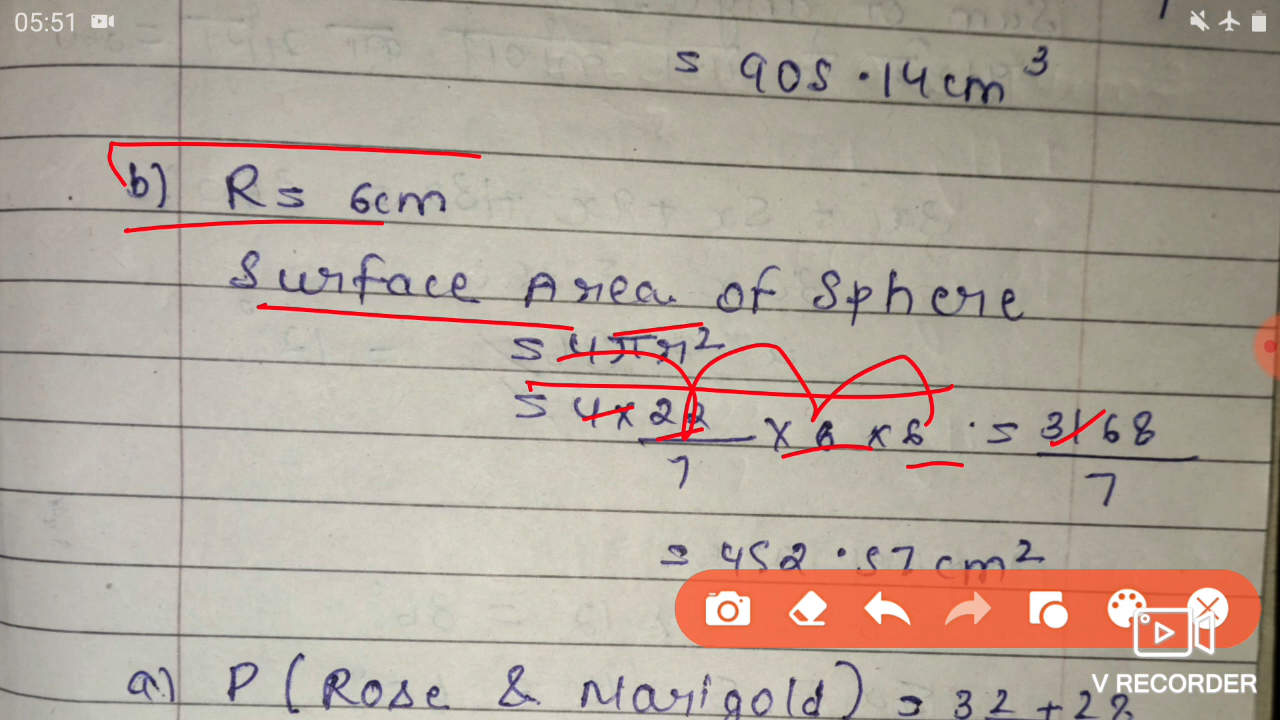 05:51
= 905.14 cm³
b) R = 6cm
Surface Area of Sphere
= 4πr²
= 4 × 22/7 × 6 × 6 . = 3168/7
= 452.57 cm²
a) P (Rose & Marigold) = 32 + 28
V RECORDER